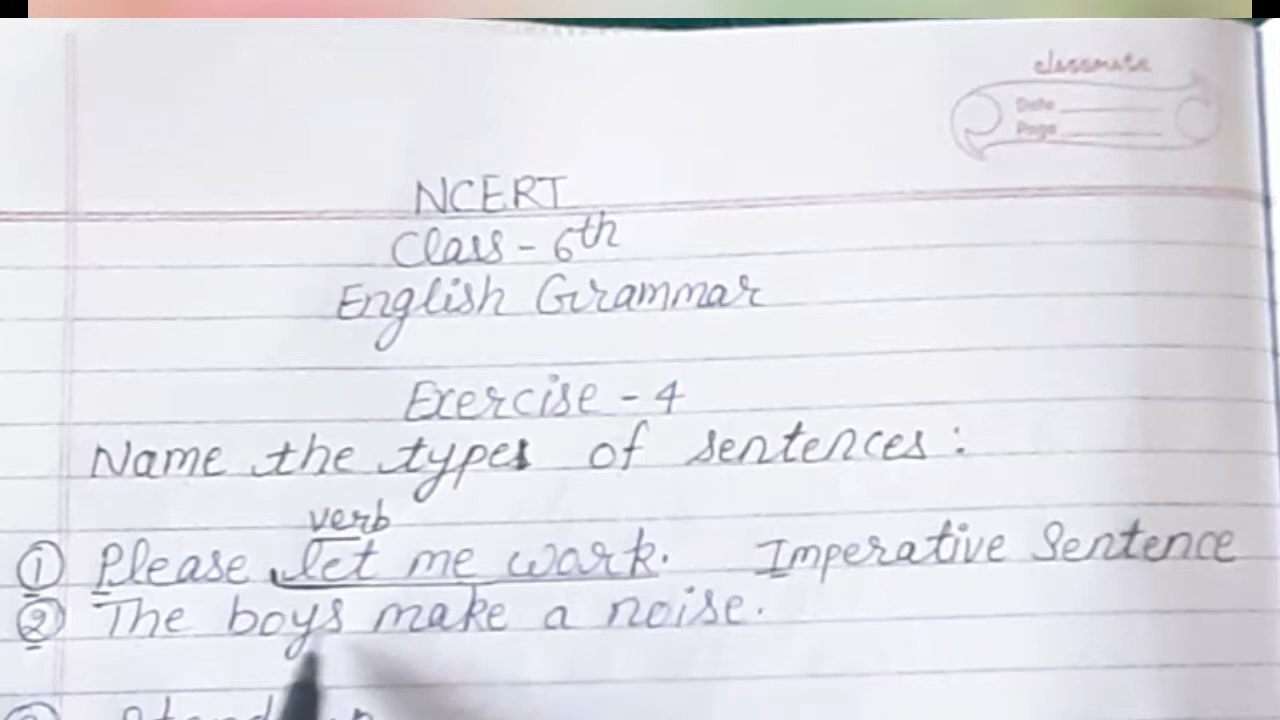 classmate
Date
Page
NCERT
Class - 6th
English Grammar
Exercise - 4
Name the types of sentences :
verb
① Please let me work. Imperative Sentence
② The boys make a noise.